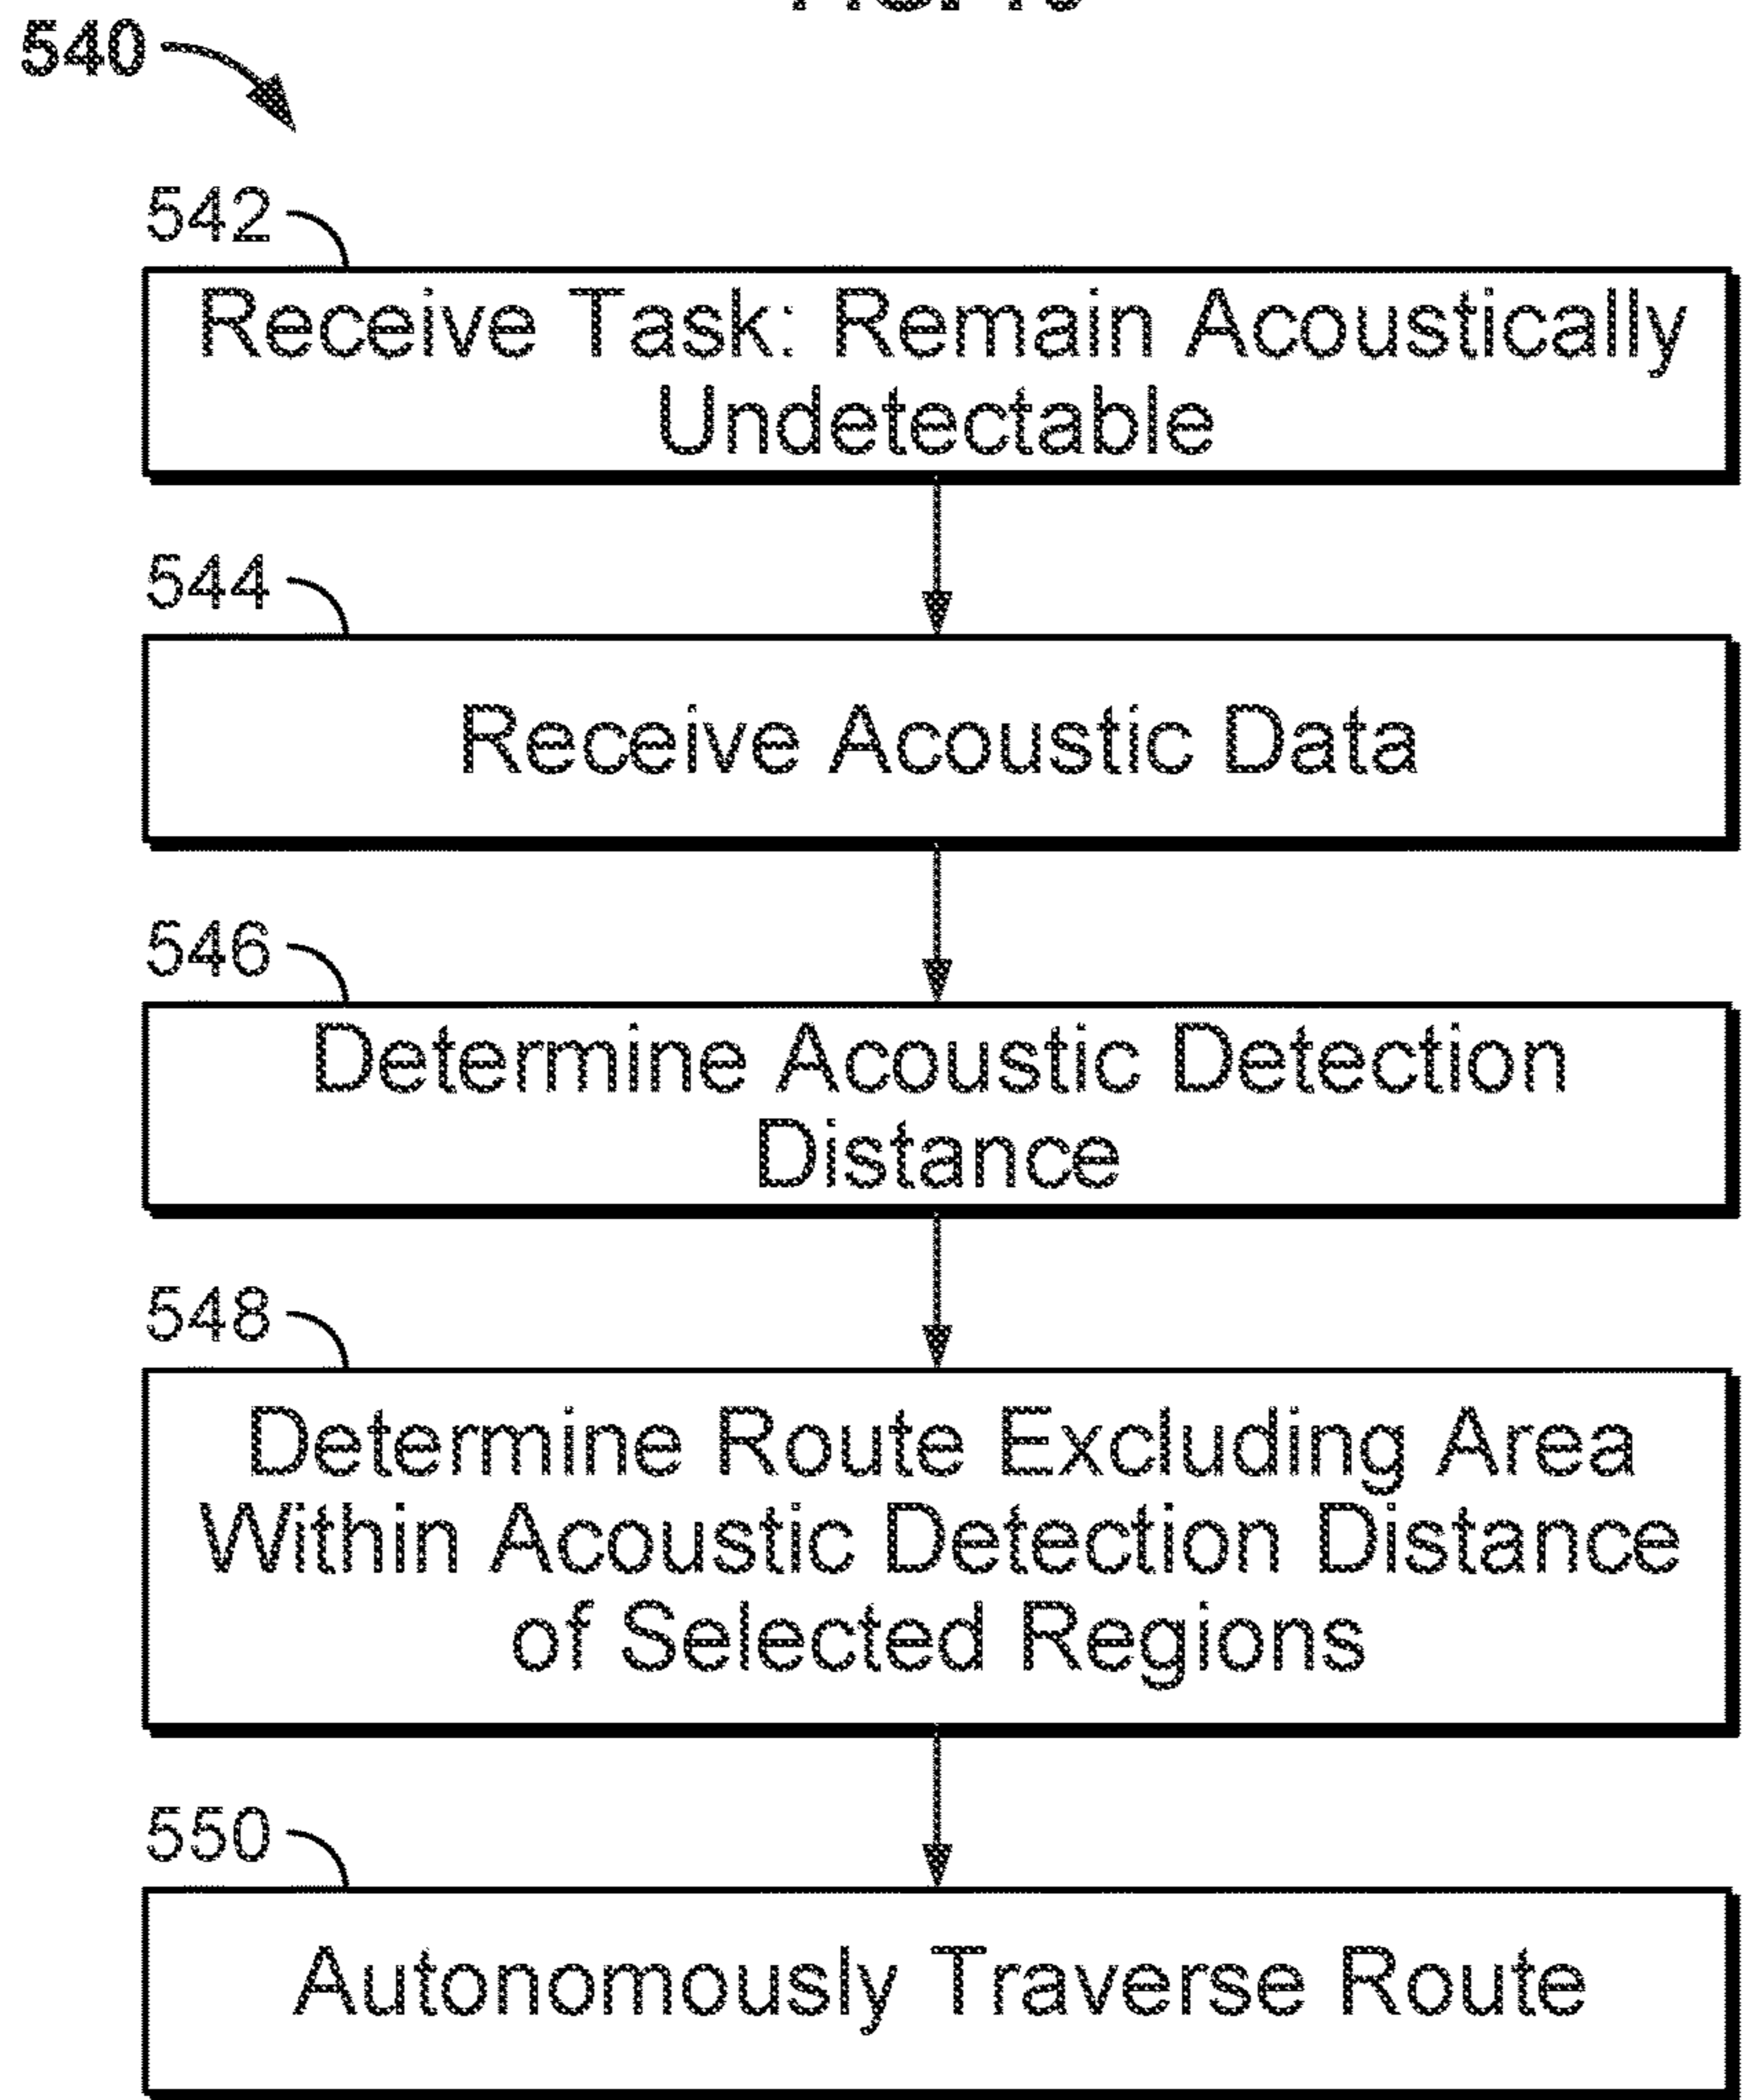 540
542
Receive Task: Remain Acoustically
Undetectable
544
Receive Acoustic Data
546
Determine Acoustic Detection
Distance
548
Determine Route Excluding Area
Within Acoustic Detection Distance
of Selected Regions
550
Autonomously Traverse Route